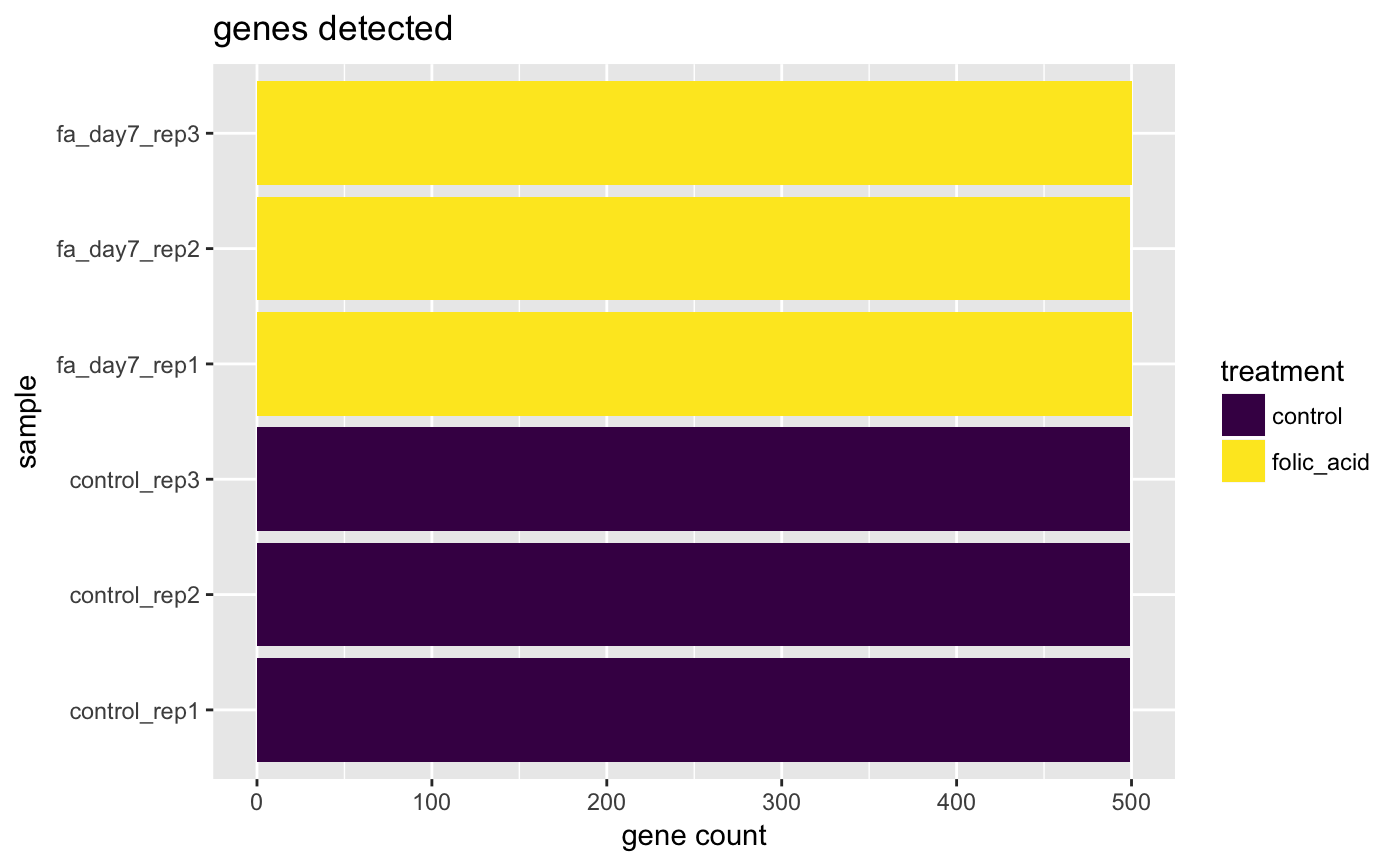 genes detected
fa_day7_rep3
fa_day7_rep2
fa_day7_rep1
control_rep3
control_rep2
control_rep1
sample
0 100 200 300 400 500
gene count
treatment
control
folic_acid